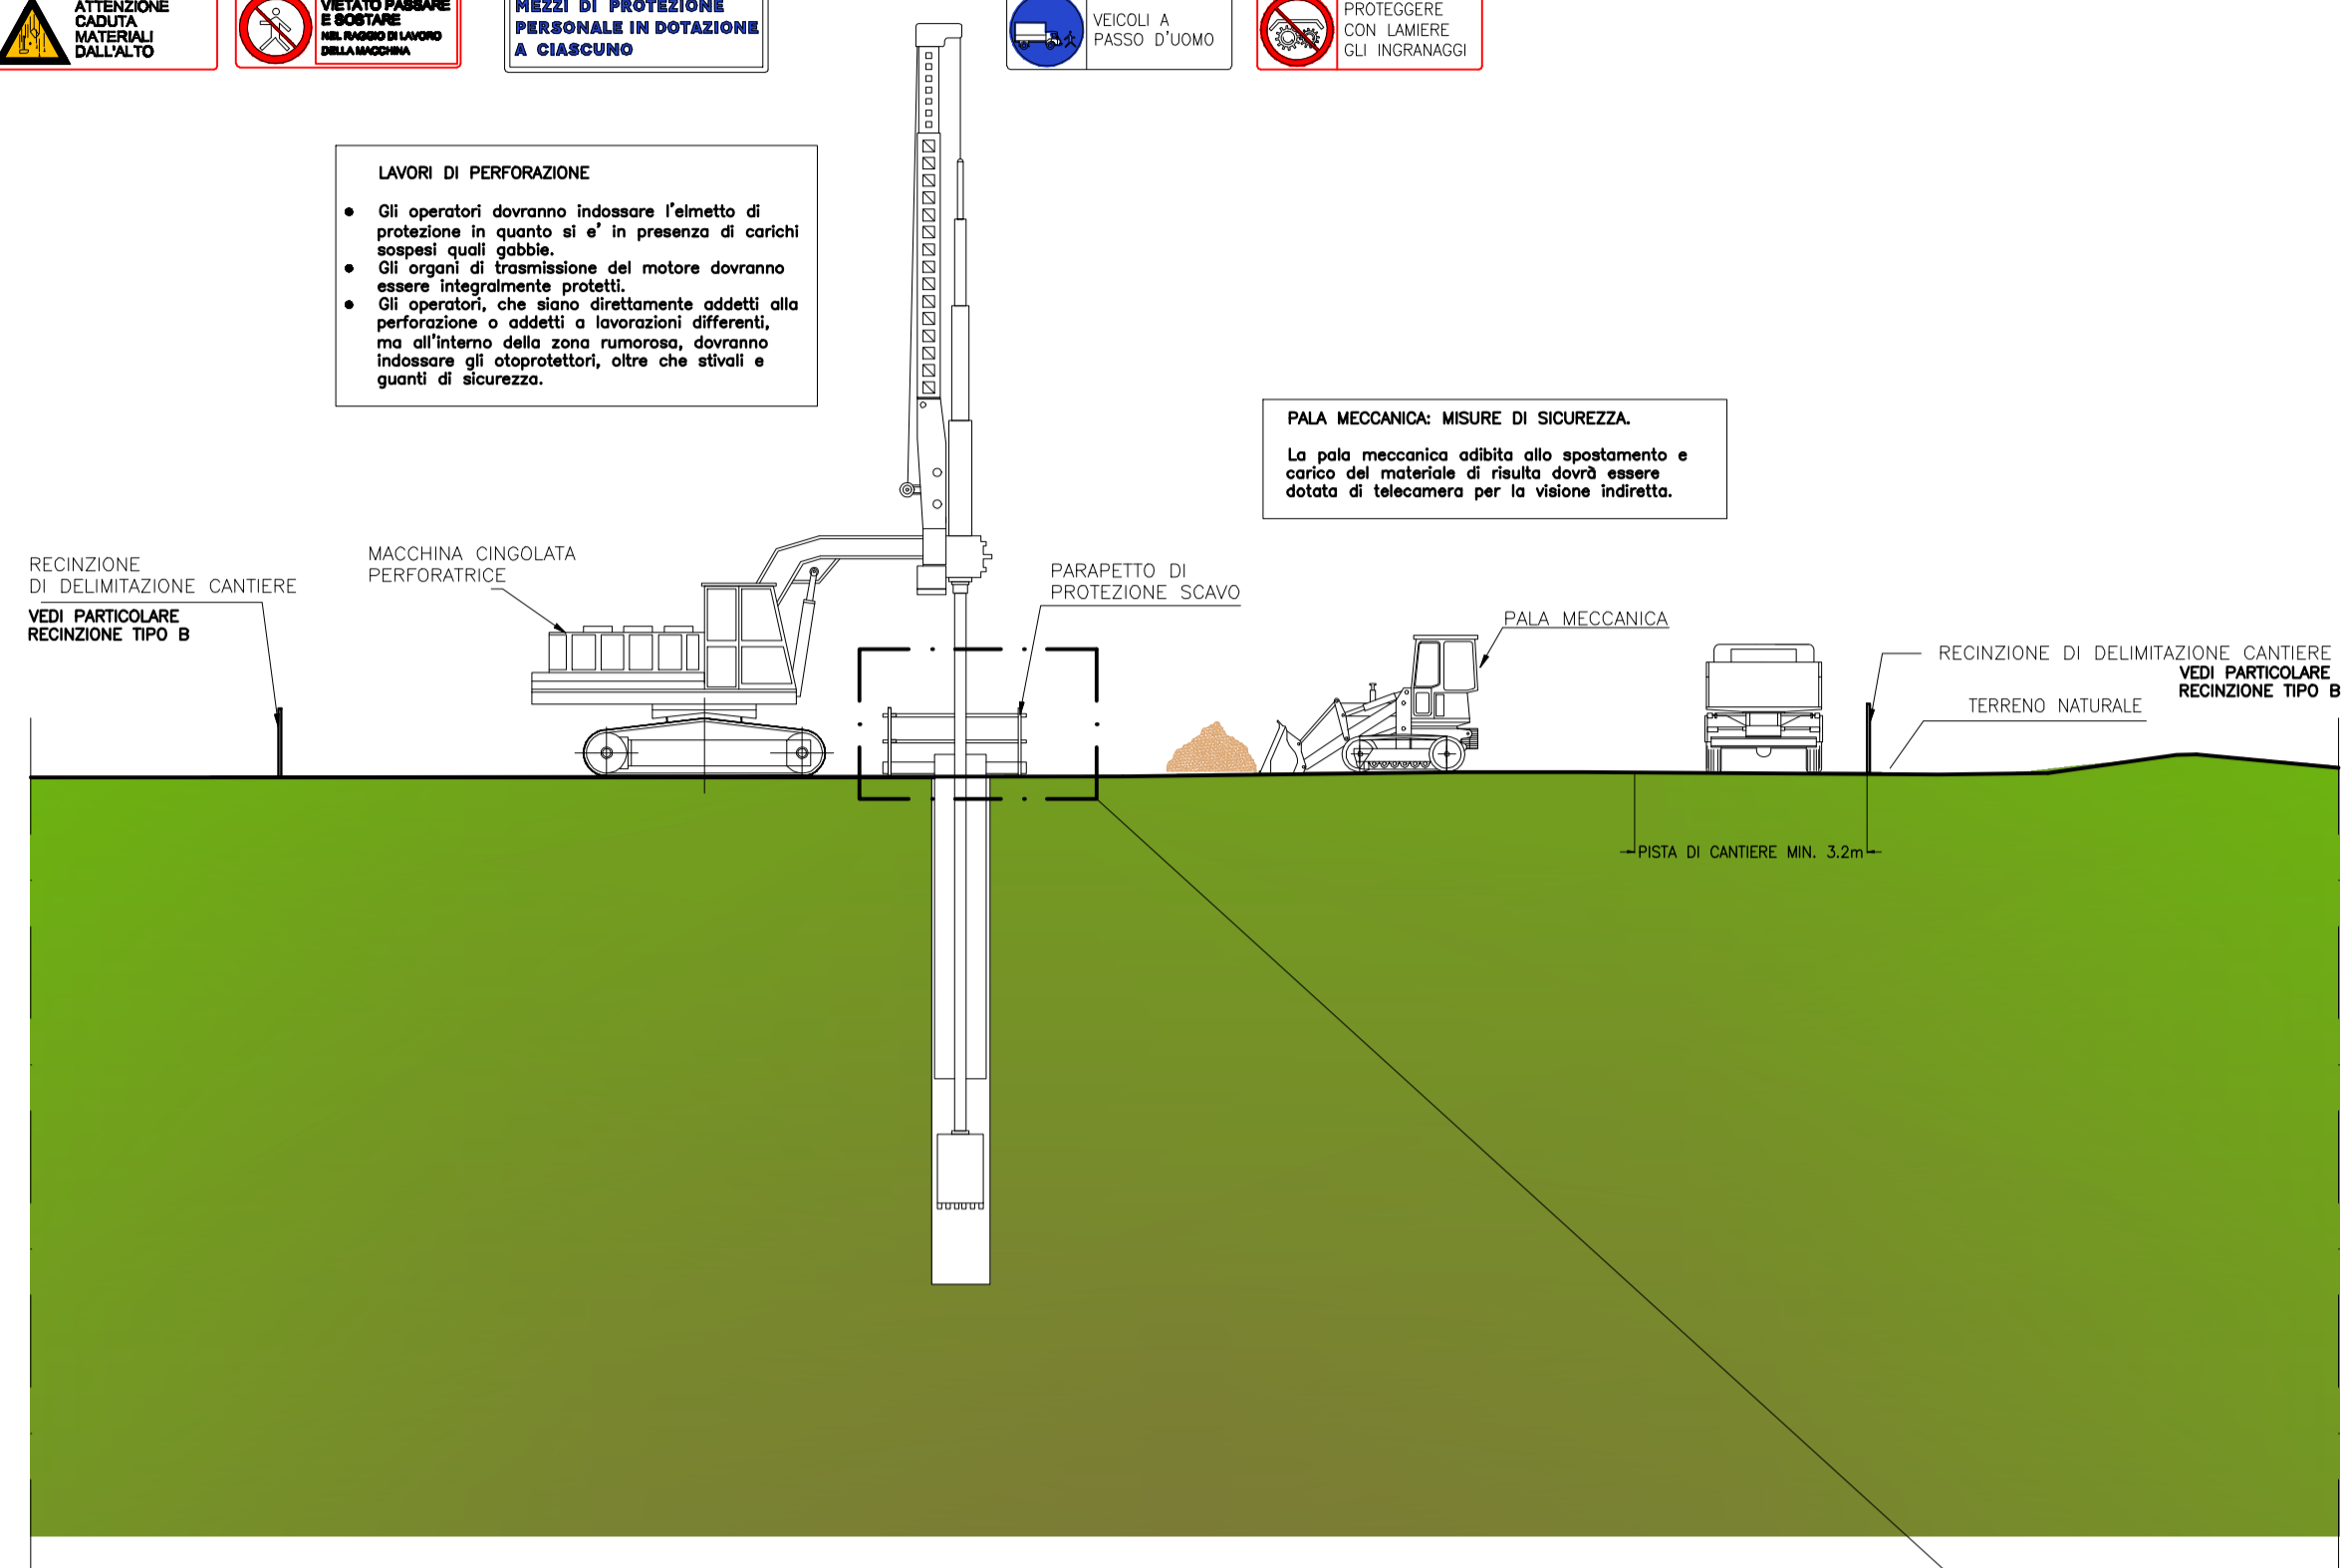 ATTENZIONE
CADUTA
MATERIALI
DALL'ALTO
VIETATO PASSARE
E SOSTARE
NEL RAGGIO DI LAVORO
DELLA MACCHINA
MEZZI DI PROTEZIONE
PERSONALE IN DOTAZIONE
A CIASCUNO
VEICOLI A
PASSO D'UOMO
PROTEGGERE
CON LAMIERE
GLI INGRANAGGI
LAVORI DI PERFORAZIONE
• Gli operatori dovranno indossare l'elmetto di
protezione in quanto si e' in presenza di carichi
sospesi quali gabbie.
• Gli organi di trasmissione del motore dovranno
essere integralmente protetti.
• Gli operatori, che siano direttamente addetti alla
perforazione o addetti a lavorazioni differenti,
ma all'interno della zona rumorosa, dovranno
indossare gli otoprotettori, oltre che stivali e
guanti di sicurezza.
PALA MECCANICA: MISURE DI SICUREZZA.
La pala meccanica adibita allo spostamento e
carico del materiale di risulta dovrà essere
dotata di telecamera per la visione indiretta.
RECINZIONE
DI DELIMITAZIONE CANTIERE
VEDI PARTICOLARE
RECINZIONE TIPO B
MACCHINA CINGOLATA
PERFORATRICE
PARAPETTO DI
PROTEZIONE SCAVO
PALA MECCANICA
RECINZIONE DI DELIMITAZIONE CANTIERE
VEDI PARTICOLARE
RECINZIONE TIPO B
TERRENO NATURALE
PISTA DI CANTIERE MIN. 3.2m